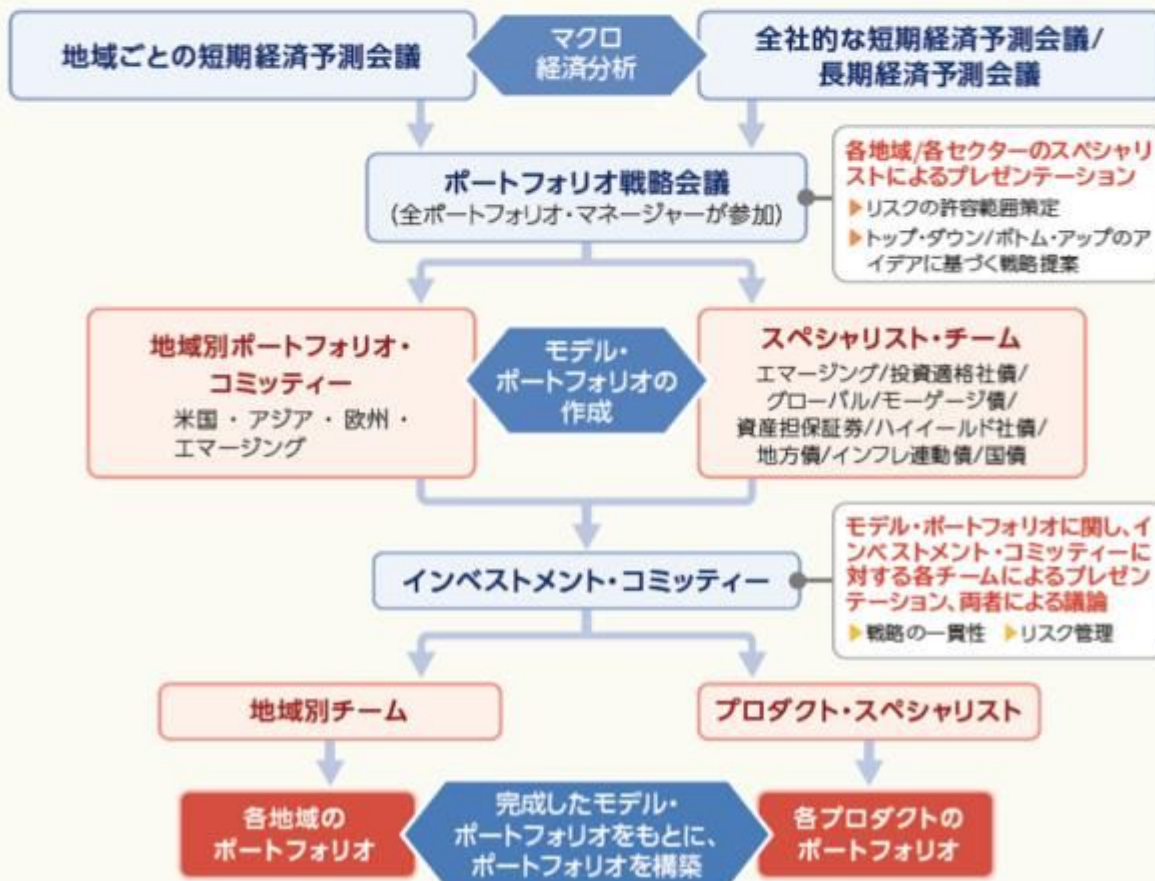 地域ごとの短期経済予測会議
マクロ
経済分析
全社的な短期経済予測会議/
長期経済予測会議
ポートフォリオ戦略会議
(全ポートフォリオ・マネージャーが参加)
各地域/各セクターのスペシャリ
ストによるプレゼンテーション
▶リスクの許容範囲策定
▶トップ・ダウン/ボトム・アップのア
イデアに基づく戦略提案
地域別ポートフォリオ・
コミッティー
米国・アジア・欧州・
エマージング
モデル・
ポートフォリオの
作成
スペシャリスト・チーム
エマージング/投資適格社債/
グローバル/モーゲージ債/
資産担保証券/ハイイールド社債/
地方債/インフレ連動債/国債
インベストメント・コミッティー
モデル・ポートフォリオに関し、イ
ンベストメント・コミッティーに
対する各チームによるプレゼン
テーション、両者による議論
▶戦略の一貫性 ▶リスク管理
地域別チーム
プロダクト・スペシャリスト
各地域の
ポートフォリオ
完成したモデル・
ポートフォリオをもとに、
ポートフォリオを構築
各プロダクトの
ポートフォリオ